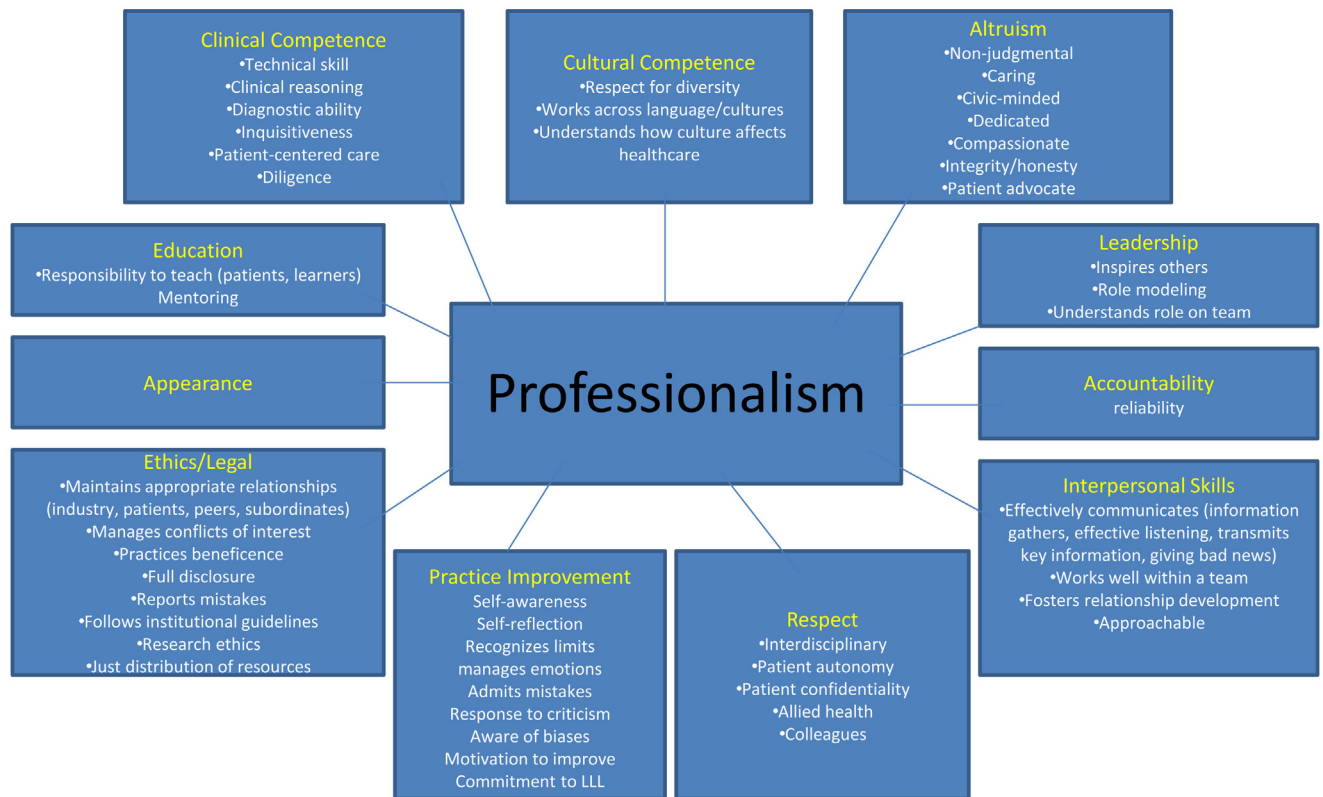 Clinical Competence
•Technical skill
•Clinical reasoning
•Diagnostic ability
•Inquisitiveness
•Patient-centered care
•Diligence
Cultural Competence
•Respect for diversity
•Works across language/cultures
•Understands how culture affects
healthcare
Altruism
•Non-judgmental
•Caring
•Civic-minded
•Dedicated
•Compassionate
•Integrity/honesty
•Patient advocate
Education
•Responsibility to teach (patients, learners)
Mentoring
Leadership
•Inspires others
•Role modeling
•Understands role on team
Appearance
Professionalism
Accountability
reliability
Ethics/Legal
•Maintains appropriate relationships
(industry, patients, peers, subordinates)
•Manages conflicts of interest
•Practices beneficence
•Full disclosure
•Reports mistakes
•Follows institutional guidelines
•Research ethics
•Just distribution of resources
Practice Improvement
Self-awareness
Self-reflection
Recognizes limits
manages emotions
Admits mistakes
Response to criticism
Aware of biases
Motivation to improve
Commitment to LLL
Respect
•Interdisciplinary
•Patient autonomy
•Patient confidentiality
•Allied health
•Colleagues
Interpersonal Skills
•Effectively communicates (information
gathers, effective listening, transmits
key information, giving bad news)
•Works well within a team
•Fosters relationship development
•Approachable